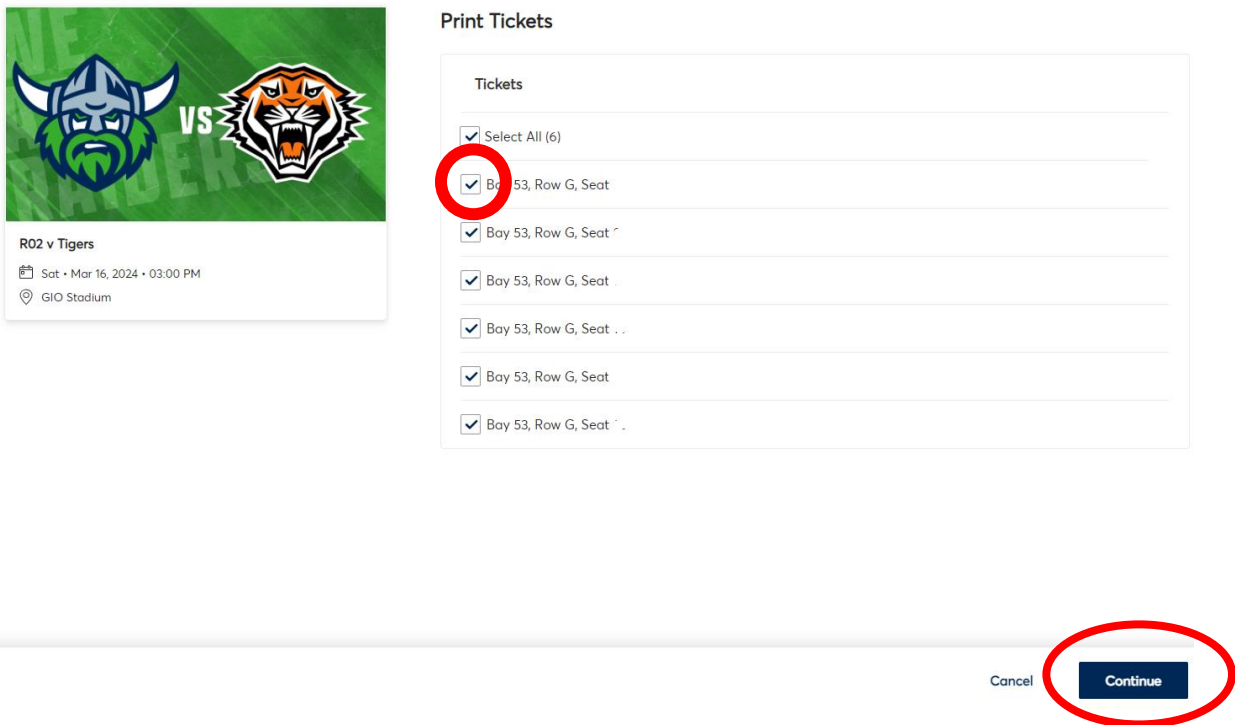 VS
R02 v Tigers
Sat • Mar 16, 2024 • 03:00 PM
GIO Stadium
Print Tickets
Tickets
Select All (6)
Bay 53, Row G, Seat
Bay 53, Row G, Seat
Bay 53, Row G, Seat
Bay 53, Row G, Seat
Bay 53, Row G, Seat
Bay 53, Row G, Seat
Cancel
Continue